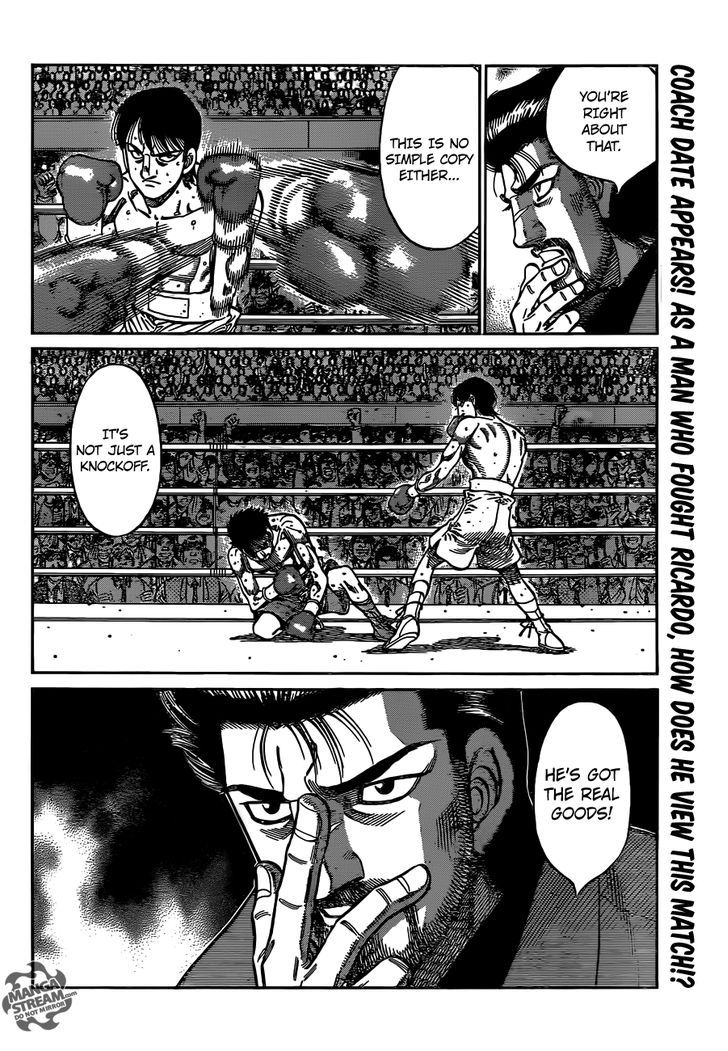 YOU'RE
RIGHT
ABOUT
THAT.
THIS IS NO
SIMPLE COPY
EITHER...
IT'S
NOT JUST A
KNOCKOFF.
HE'S GOT
THE REAL
GOODS!
COACH DATE APPEARS! AS A MAN WHO FOUGHT RICARDO, HOW DOES HE VIEW THIS MATCH!?
MANGA
STREAM.com
DO NOT MIRROR!